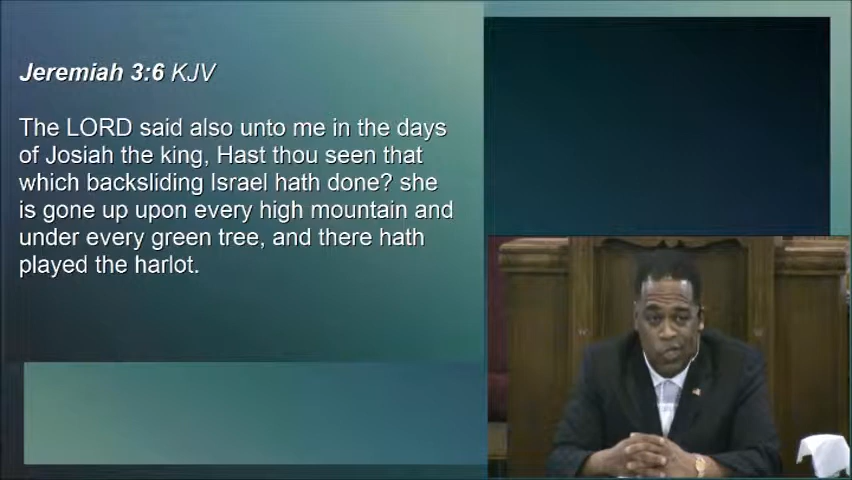 Jeremiah 3:6 KJV
The LORD said also unto me in the days
of Josiah the king, Hast thou seen that
which backsliding Israel hath done? she
is gone up upon every high mountain and
under every green tree, and there hath
played the harlot.